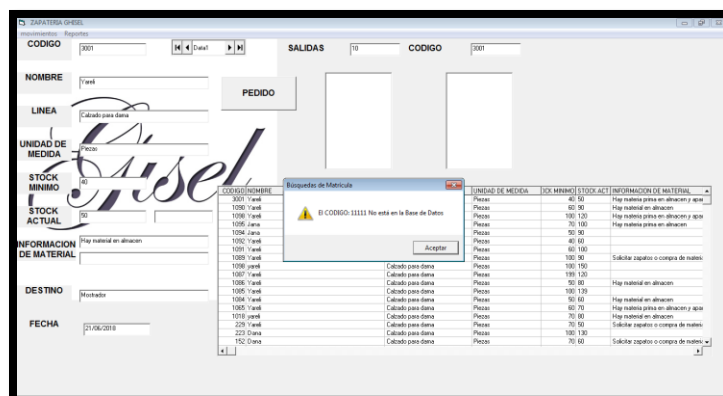 ZAPATERIA GHISEL
movimientos Reportes
CODIGO 3001 Data1 SALIDAS 10 CODIGO 3001
NOMBRE Yareli
PEDIDO
LINEA Calzado para dama
UNIDAD DE MEDIDA Piezas
STOCK MINIMO 40
STOCK ACTUAL 50
INFORMACION DE MATERIAL Hay material en almacen
DESTINO Mostrador
FECHA 21/06/2018
Gisel
Búsquedas de Matrícula
El CODIGO: 11111 No está en la Base de Datos
Aceptar
CODIGO NOMBRE UNIDAD DE MEDIDA OCK MINIMO STOCK ACT INFORMACION DE MATERIAL
3001 Yareli Piezas 40 50 Hay materia prima en almacen y apar
1090 Yareli Piezas 60 90 Hay material en almacen
1098 Yareli Piezas 100 120 Hay materia prima en almacen y apar
1095 Jana Piezas 70 100 Hay materia prima en almacen
1094 Jana Piezas 50 90
1092 Yareli Piezas 40 60
1091 Yareli Piezas 60 100
1089 Yareli Calzado para dama Piezas 100 90 Solicitar zapatos o compra de materi
1098 yareli Calzado para dama Piezas 100 150
1087 Yareli Calzado para dama Piezas 199 120
1086 Yareli Calzado para dama Piezas 50 80 Hay material en almacen
1085 Yareli Calzado para dama Piezas 100 139
1084 Yareli Calzado para dama Piezas 50 60 Hay material en almacen
1065 Yareli Calzado para dama Piezas 60 70 Hay materia prima en almacen y apar
1018 yareli Calzado para dama Piezas 70 80 Hay material en almacen
229 Yareli Calzado para dama Piezas 70 50 Solicitar zapatos o compra de materi
223 Diana Calzado para dama Piezas 100 130
152 Diana Calzado para dama Piezas 70 60 Solicitar zapatos o compra de materi